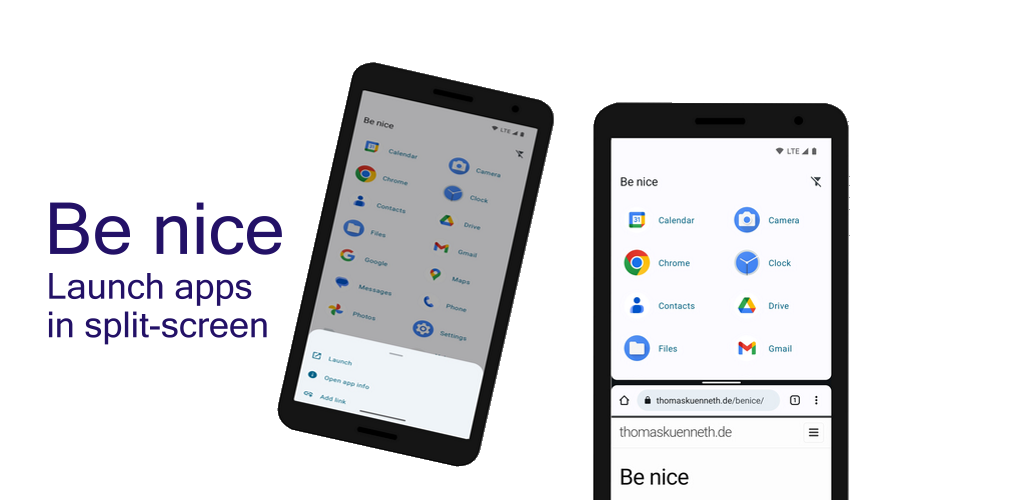 Be nice
Launch apps
in split-screen
LTE
Be nice
Calendar
Camera
Chrome
Clock
Contacts
Drive
Files
Gmail
Google
Maps
Messages
Phone
Photos
Settings
Launch
Open app info
Add link
LTE
Be nice
31
Calendar
Camera
Chrome
Clock
Contacts
Drive
Files
Gmail
thomaskuenneth.de/benice/
1
thomaskuenneth.de
Be nice